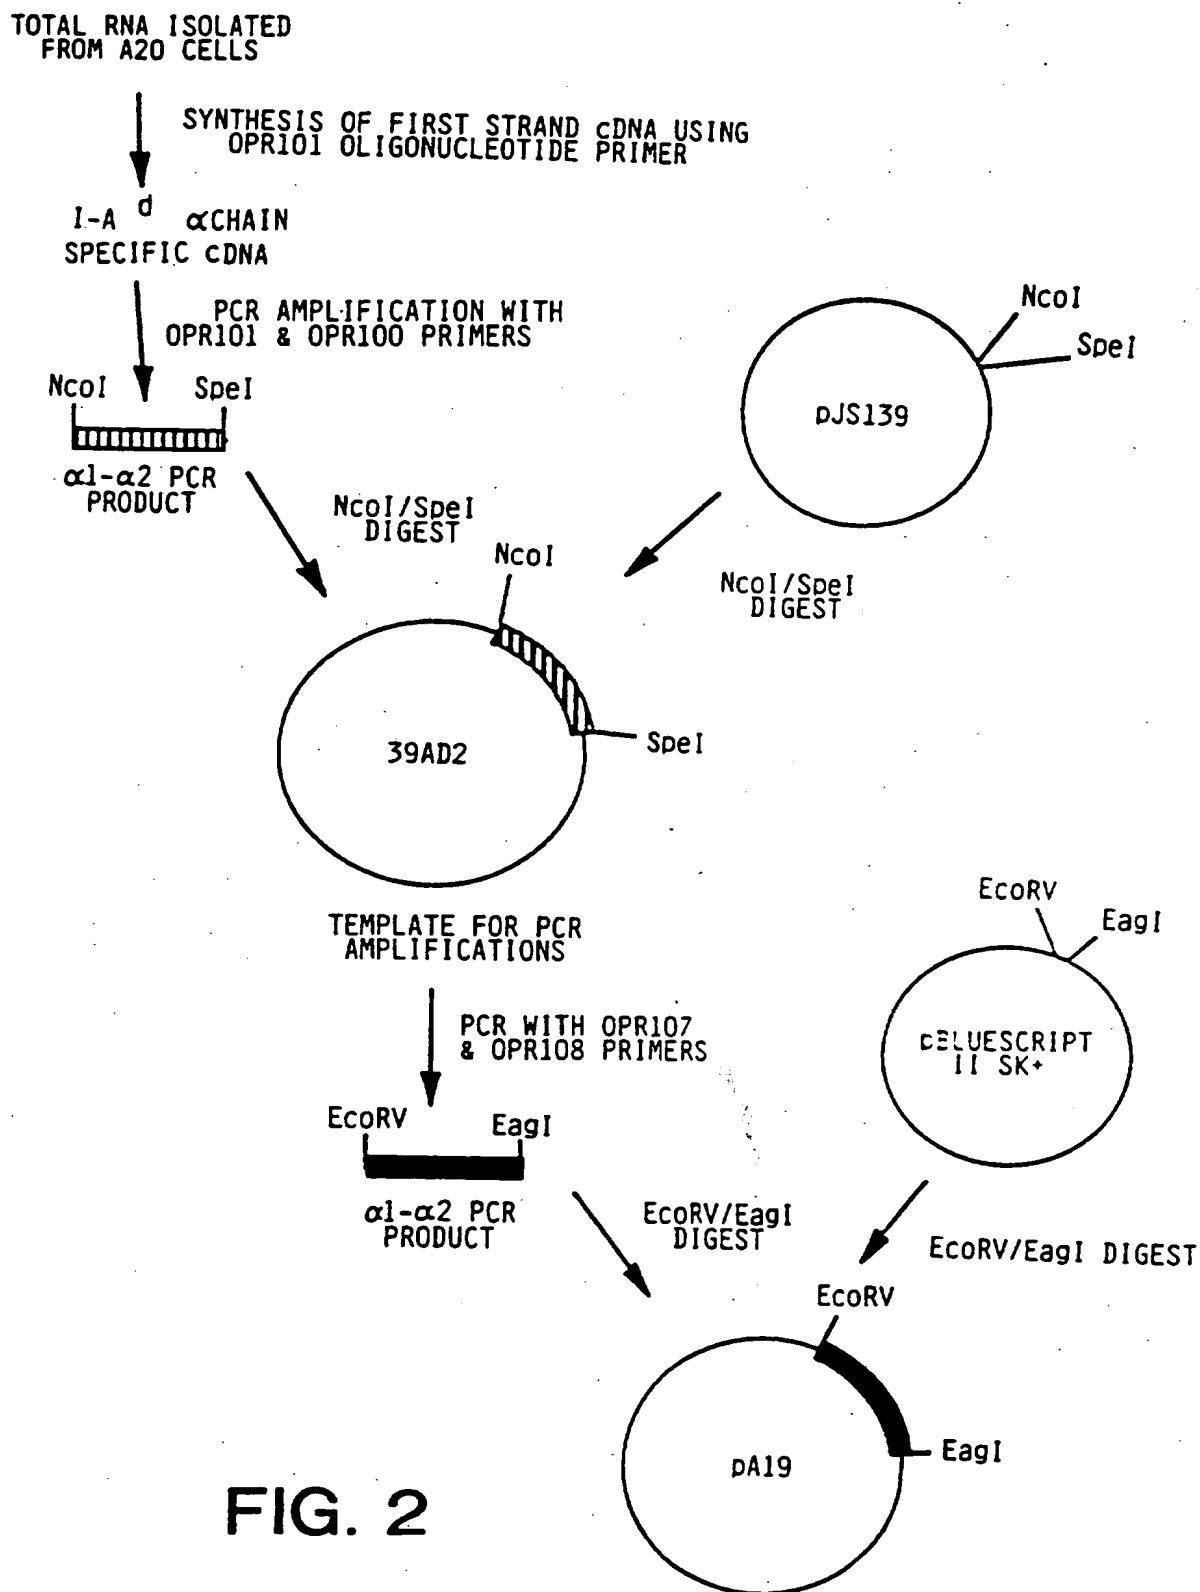 TOTAL RNA ISOLATED
FROM A20 CELLS
SYNTHESIS OF FIRST STRAND cDNA USING
OPR101 OLIGONUCLEOTIDE PRIMER
I-A d αCHAIN
SPECIFIC cDNA
PCR AMPLIFICATION WITH
OPR101 & OPR100 PRIMERS
NcoI SpeI
α1-α2 PCR
PRODUCT
NcoI
SpeI
pJS139
NcoI/SpeI
DIGEST
NcoI/SpeI
DIGEST
NcoI
SpeI
39AD2
TEMPLATE FOR PCR
AMPLIFICATIONS
PCR WITH OPR107
& OPR108 PRIMERS
EcoRV EagI
α1-α2 PCR
PRODUCT
EcoRV
EagI
pBLUESCRIPT
II SK+
EcoRV/EagI
DIGEST
EcoRV/EagI DIGEST
EcoRV
EagI
pA19
FIG. 2